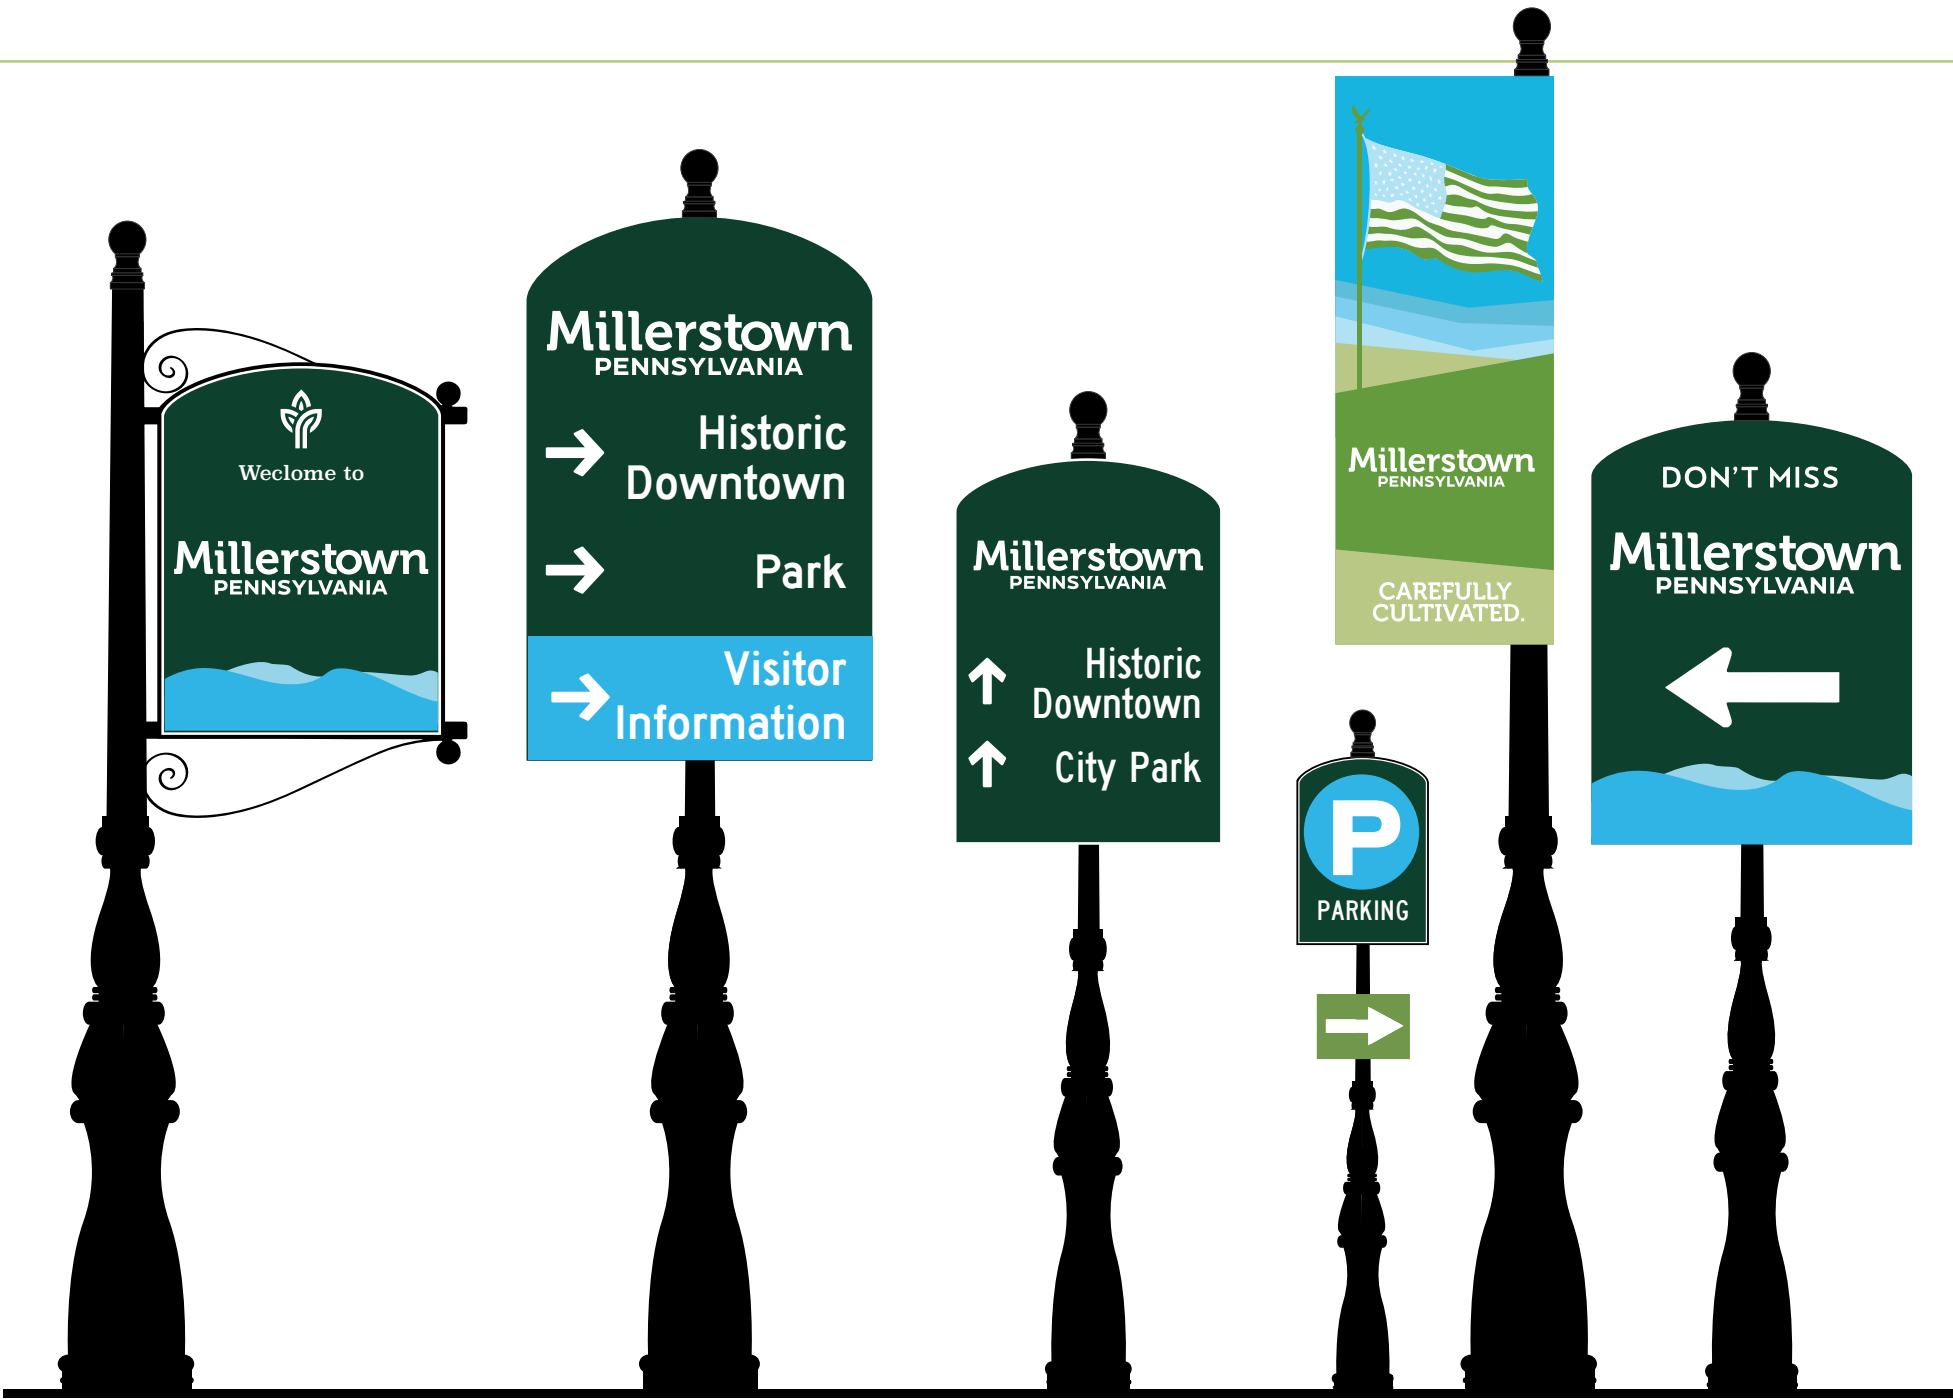 Weclome to
Millerstown
PENNSYLVANIA
Millerstown
PENNSYLVANIA
Historic
Downtown
Park
Visitor
Information
Millerstown
PENNSYLVANIA
Historic
Downtown
City Park
P
PARKING
Millerstown
PENNSYLVANIA
CAREFULLY
CULTIVATED.
DON'T MISS
Millerstown
PENNSYLVANIA